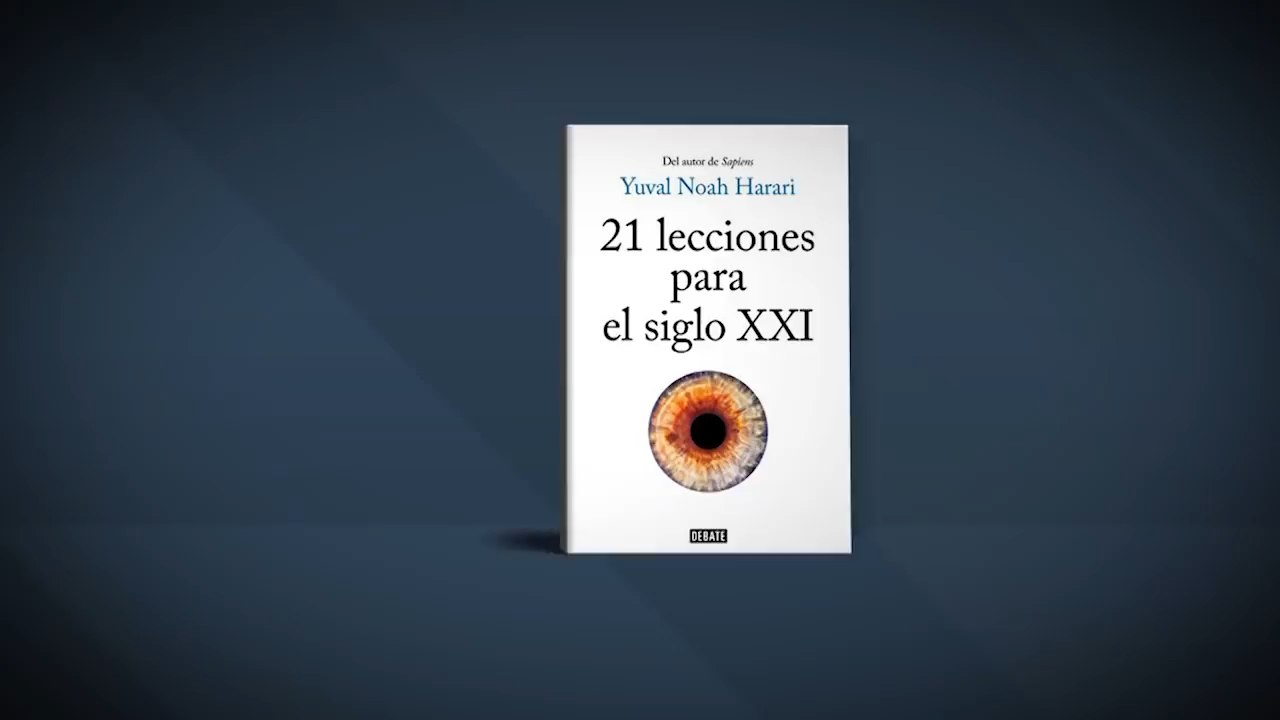 Del autor de Sapiens
Yuval Noah Harari
21 lecciones
para
el siglo XXI
DEBATE